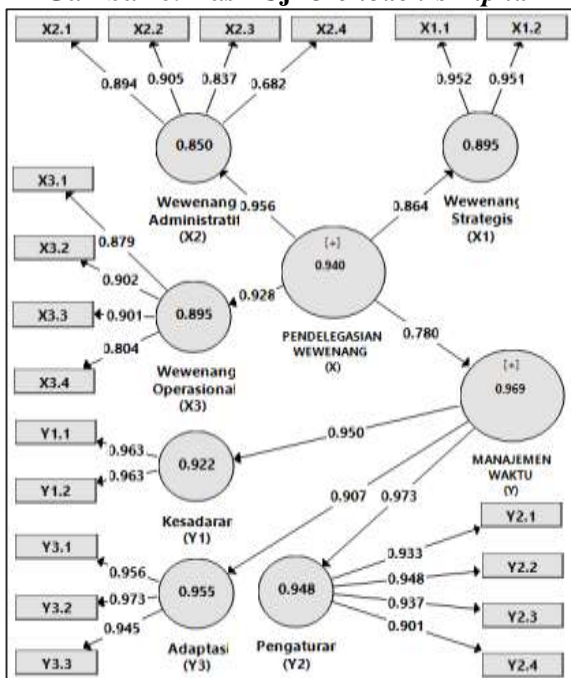 X2.1
X2.2
X2.3
X2.4
X1.1
X1.2
0.894
0.905
0.837
0.682
0.952
0.951
0.850
0.895
X3.1
Wewenang
Administratif
(X2)
Wewenang
Strategis
(X1)
0.956
0.864
0.879
X3.2
[+]
0.940
0.902
X3.3
0.901
0.895
0.928
0.804
0.780
PENDELEGASIAN
WEWENANG
(X)
X3.4
Wewenang
Operasional
(X3)
[+]
0.969
Y1.1
0.963
0.950
MANAJEMEN
WAKTU
(Y)
Y1.2
0.963
0.922
Kesadaran
(Y1)
0.907
0.973
Y2.1
Y3.1
0.933
0.956
Y2.2
0.948
Y3.2
0.973
0.955
0.948
0.937
Y2.3
0.945
0.901
Adaptasi
(Y3)
Pengaturar
(Y2)
Y3.3
Y2.4